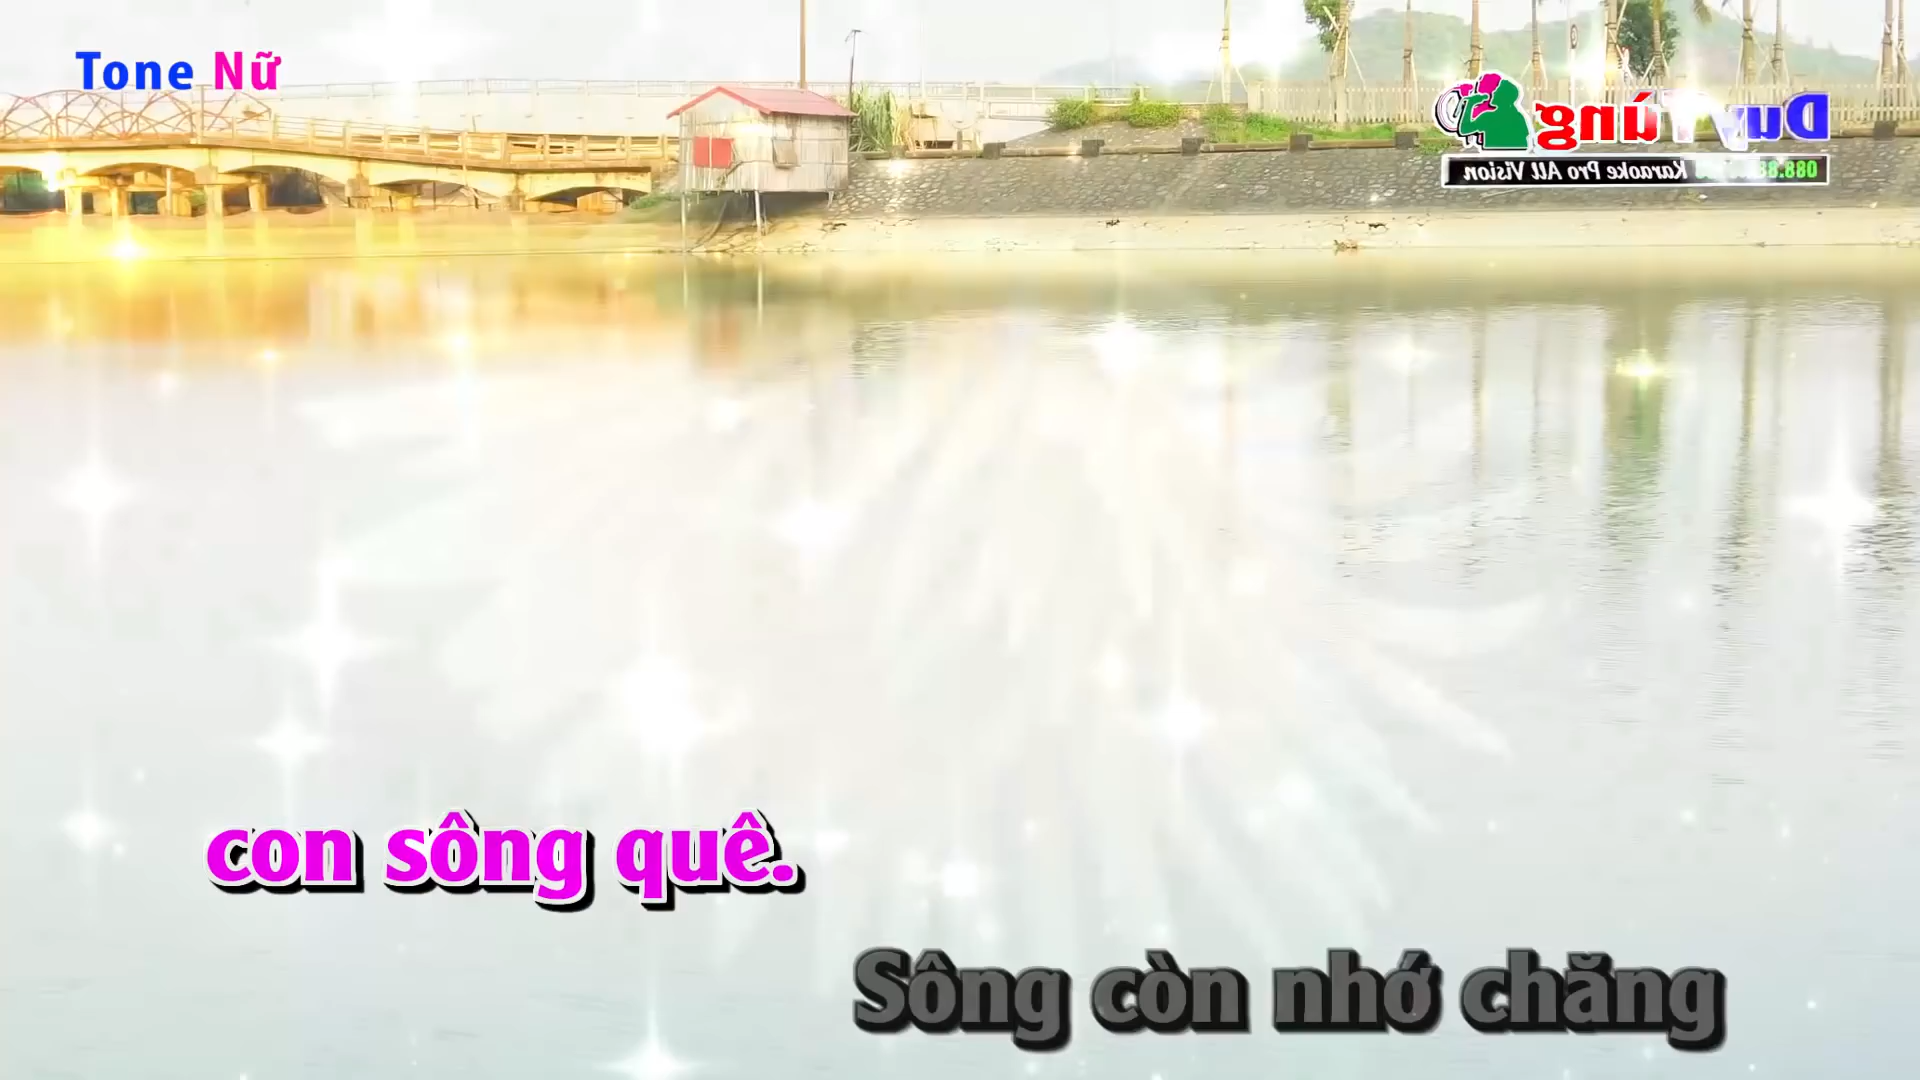 Tone Nữ
Duy Tùng
Karaoke Pro All Vision
con sông quê.
Sông còn nhớ chăng